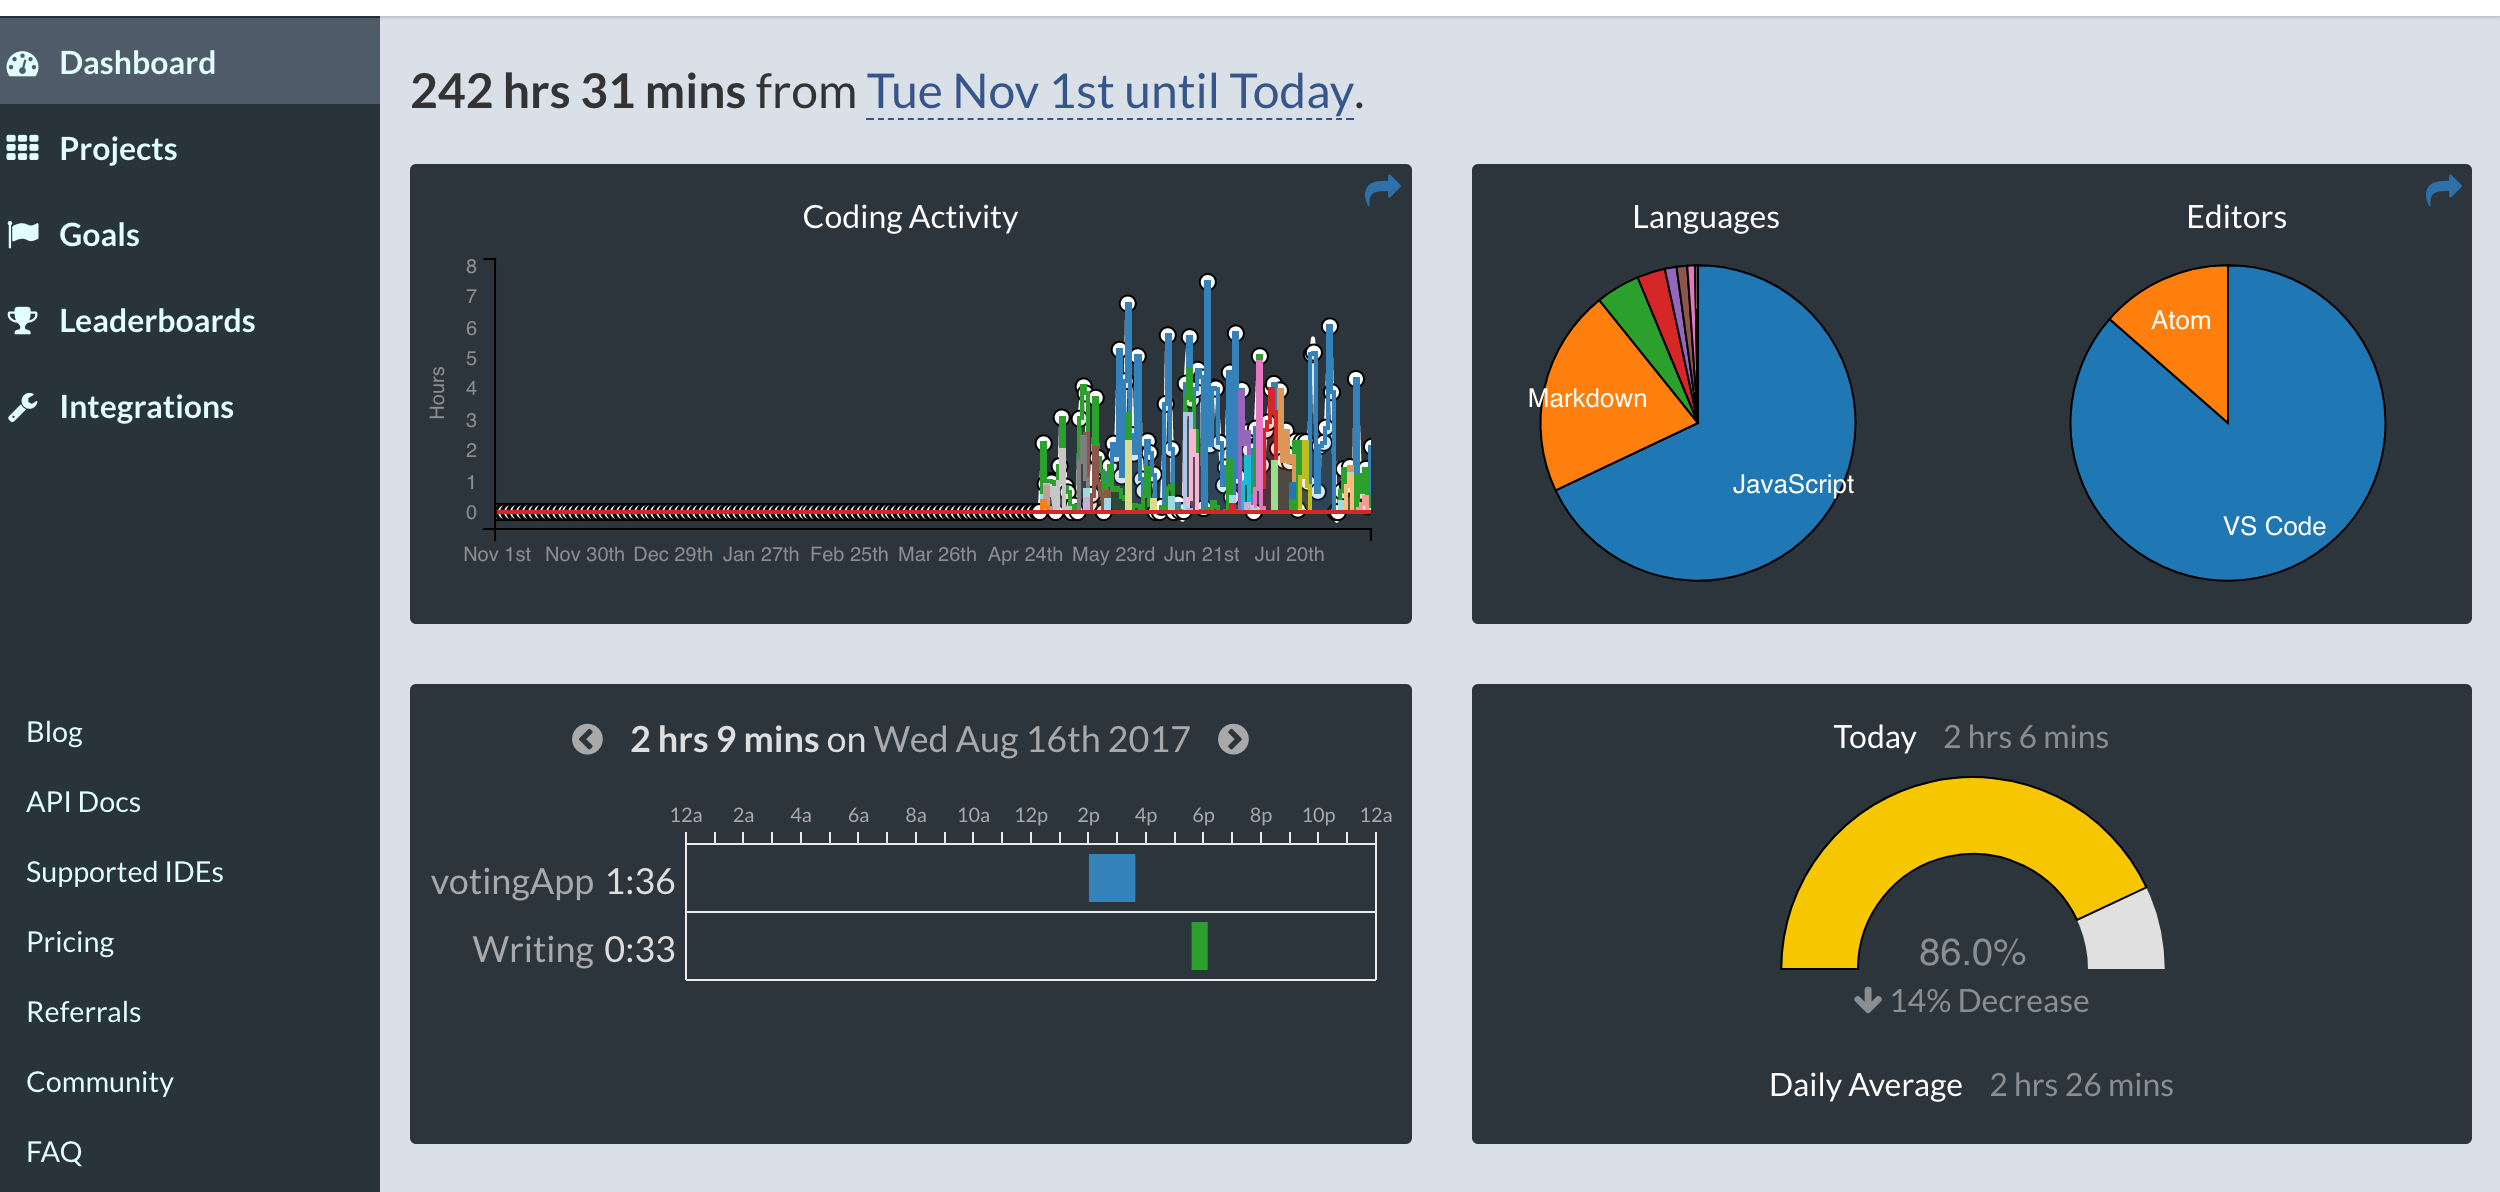 Dashboard
Projects
Goals
Leaderboards
Integrations
Blog
API Docs
Supported IDEs
Pricing
Referrals
Community
FAQ
242 hrs 31 mins from Tue Nov 1st until Today.
Coding Activity
Hours
8
7
6
5
4
3
2
1
0
Nov 1st Nov 30th Dec 29th Jan 27th Feb 25th Mar 26th Apr 24th May 23rd Jun 21st Jul 20th
Languages
Markdown
JavaScript
Editors
Atom
VS Code
2 hrs 9 mins on Wed Aug 16th 2017
12a 2a 4a 6a 8a 10a 12p 2p 4p 6p 8p 10p 12a
votingApp 1:36
Writing 0:33
Today 2 hrs 6 mins
86.0%
14% Decrease
Daily Average 2 hrs 26 mins